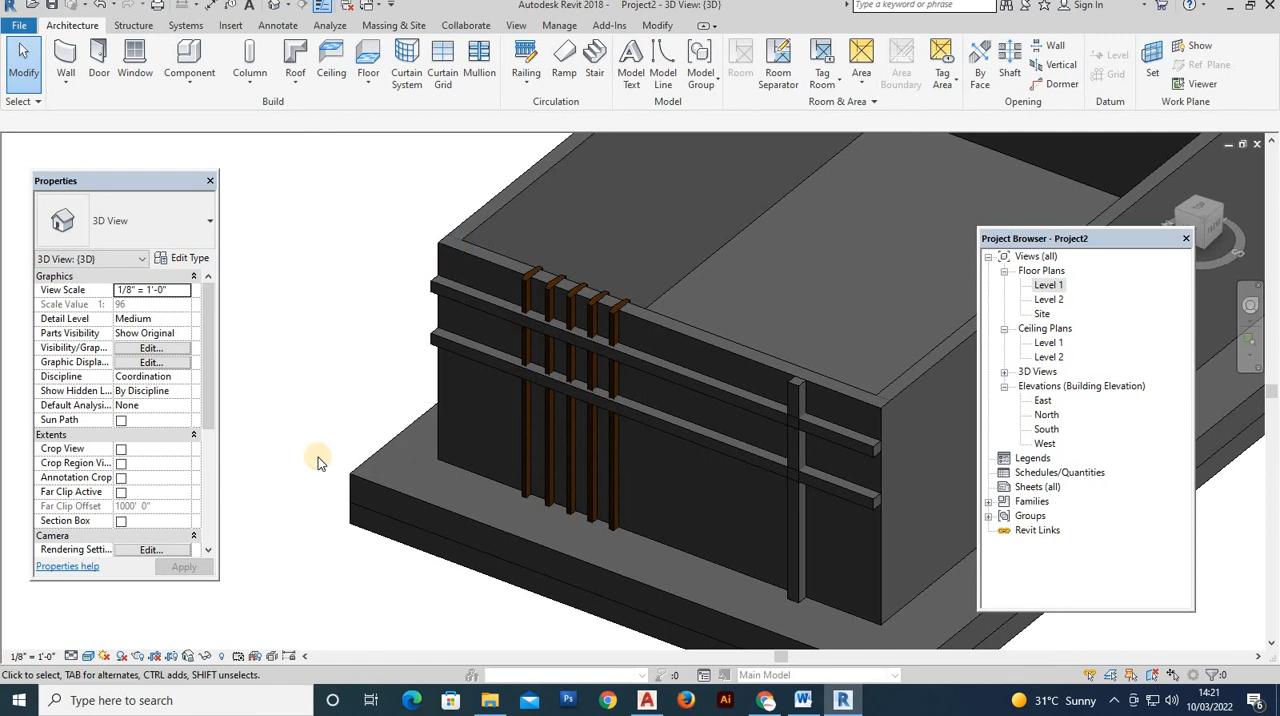 Autodesk Revit 2018 - Project2 - 3D View: {3D}
Type a keyword or phrase
Sign In
File Architecture Structure Systems Insert Annotate Analyze Massing & Site Collaborate View Manage Add-Ins Modify
Modify
Wall
Door
Window
Component
Column
Roof
Ceiling
Floor
Curtain System
Curtain Grid
Mullion
Railing
Ramp
Stair
Model Text
Model Line
Model Group
Room
Room Separator
Tag Room
Area
Area Boundary
Tag Area
By Face
Shaft
Wall
Vertical
Dormer
Level
Grid
Set
Show
Ref Plane
Viewer
Select Build Circulation Model Room & Area Opening Datum Work Plane
Properties
3D View
3D View: {3D} Edit Type
Graphics
View Scale 1/8" = 1'-0"
Scale Value 1: 96
Detail Level Medium
Parts Visibility Show Original
Visibility/Grap... Edit...
Graphic Displa... Edit...
Discipline Coordination
Show Hidden L... By Discipline
Default Analysi... None
Sun Path
Extents
Crop View
Crop Region Vi...
Annotation Crop
Far Clip Active
Far Clip Offset 1000' 0"
Section Box
Camera
Rendering Setti... Edit...
Properties help Apply
Project Browser - Project2
Views (all)
Floor Plans
Level 1
Level 2
Site
Ceiling Plans
Level 1
Level 2
3D Views
Elevations (Building Elevation)
East
North
South
West
Legends
Schedules/Quantities
Sheets (all)
Families
Groups
Revit Links
1/8" = 1'-0"
Click to select, TAB for alternates, CTRL adds, SHIFT unselects.
:0
Main Model
:0
Type here to search
31°C Sunny
14:21
10/03/2022
6